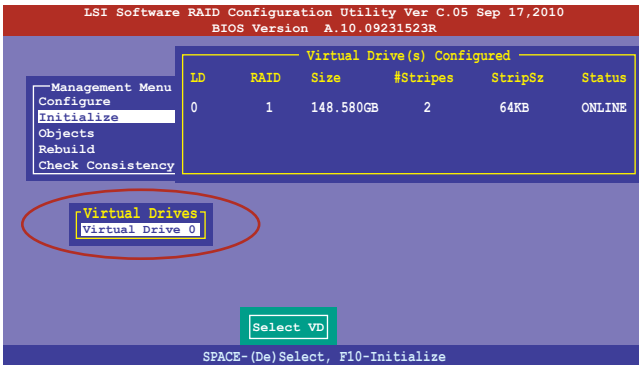 LSI Software RAID Configuration Utility Ver C.05 Sep 17,2010
BIOS Version A.10.09231523R
Virtual Drive(s) Configured
LD RAID Size #Stripes StripSz Status
0 1 148.580GB 2 64KB ONLINE
Management Menu
Configure
Initialize
Objects
Rebuild
Check Consistency
Virtual Drives
Virtual Drive 0
Select VD
SPACE-(De)Select, F10-Initialize